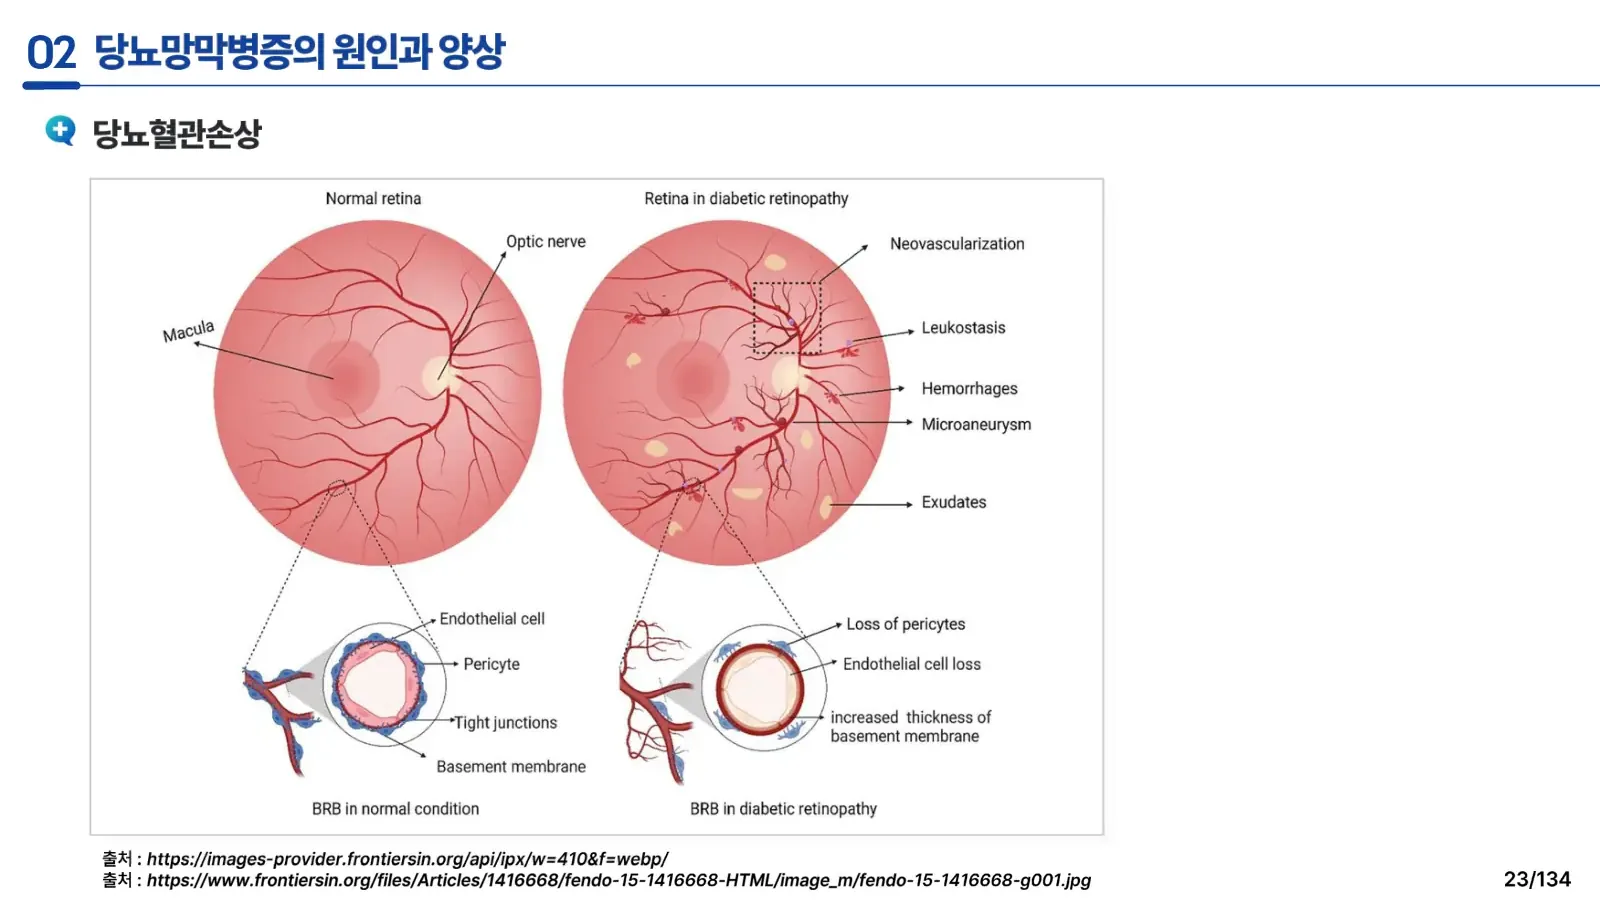 02 당뇨망막병증의 원인과 양상
당뇨혈관손상
Normal retina
Optic nerve
Macula
Retina in diabetic retinopathy
Neovascularization
Leukostasis
Hemorrhages
Microaneurysm
Exudates
Endothelial cell
Pericyte
Tight junctions
Basement membrane
BRB in normal condition
Loss of pericytes
Endothelial cell loss
increased thickness of
basement membrane
BRB in diabetic retinopathy
출처 : https://images-provider.frontiersin.org/api/ipx/w=410&f=webp/
출처 : https://www.frontiersin.org/files/Articles/1416668/fendo-15-1416668-HTML/image_m/fendo-15-1416668-g001.jpg
23/134